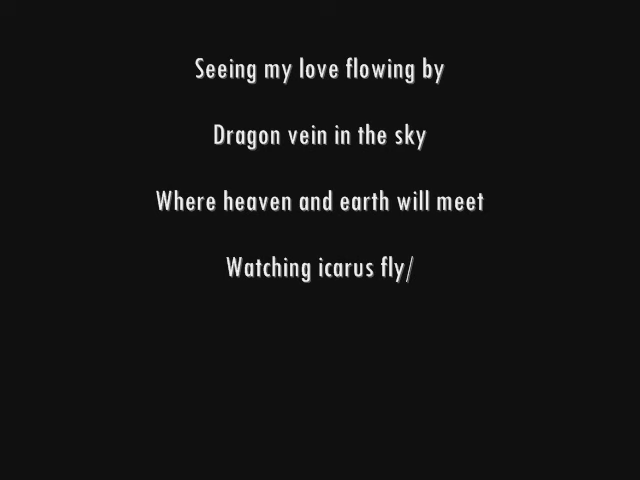 Seeing my love flowing by
Dragon vein in the sky
Where heaven and earth will meet
Watching icarus fly/